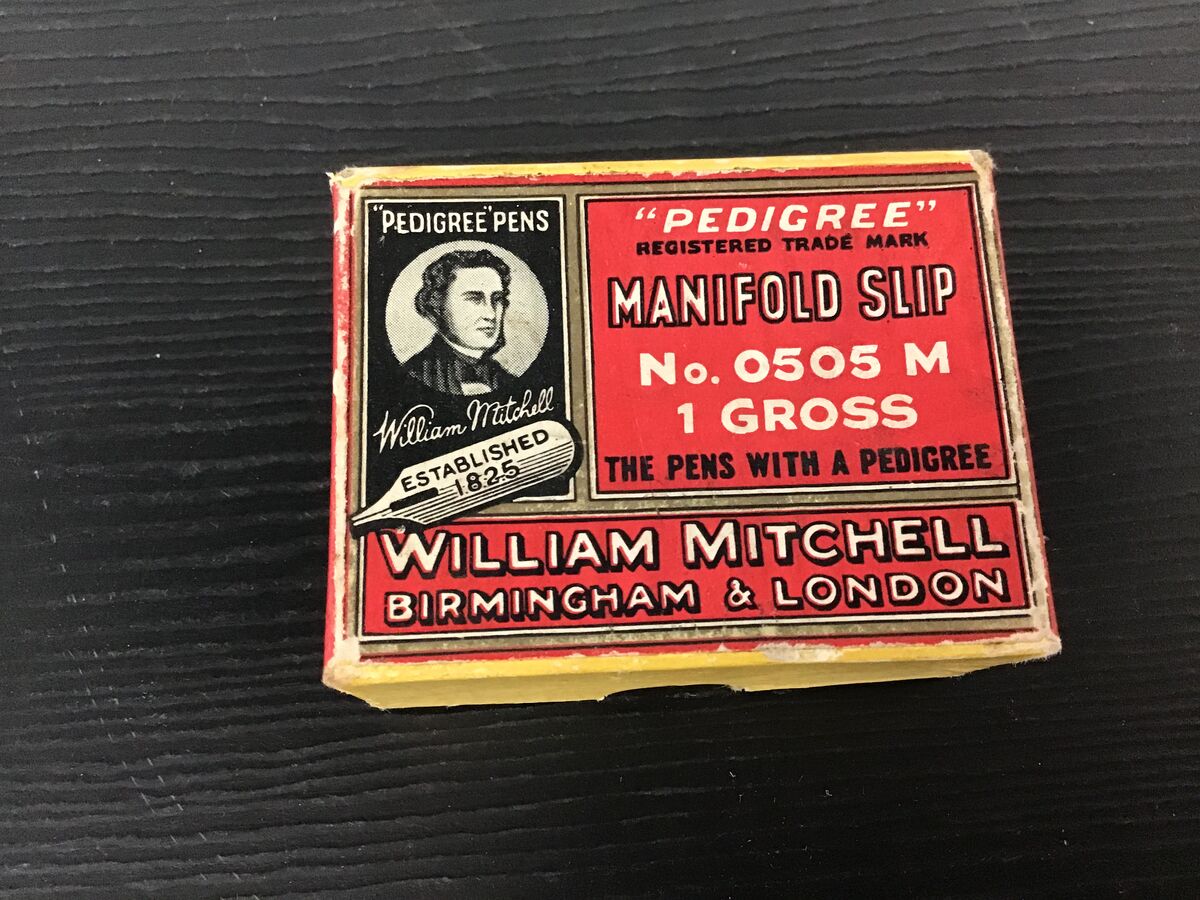 "PEDIGREE" PENS
William Mitchell
ESTABLISHED
1825
"PEDIGREE"
REGISTERED TRADE MARK
MANIFOLD SLIP
No. 0505 M
1 GROSS
THE PENS WITH A PEDIGREE
WILLIAM MITCHELL
BIRMINGHAM & LONDON